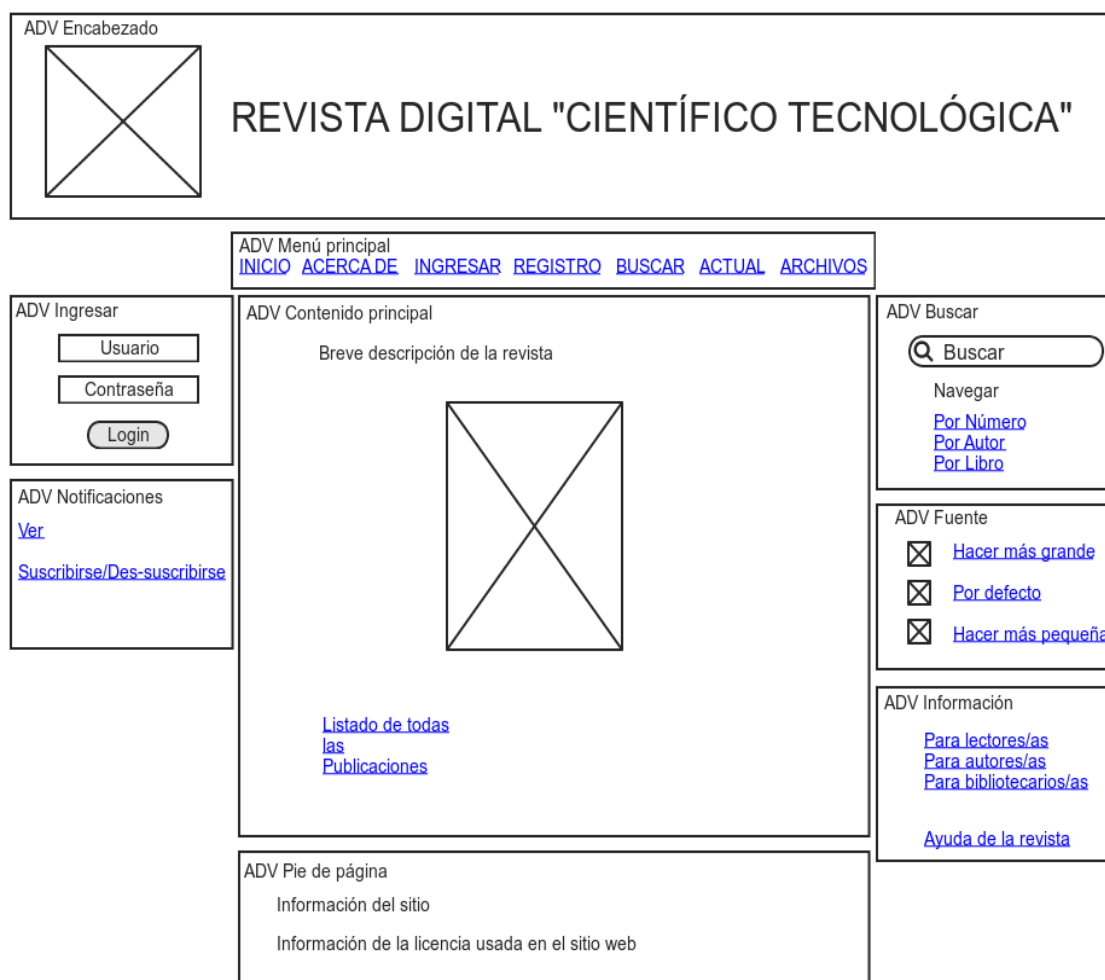 ADV Encabezado
REVISTA DIGITAL "CIENTÍFICO TECNOLÓGICA"
ADV Menú principal
INICIO ACERCA DE INGRESAR REGISTRO BUSCAR ACTUAL ARCHIVOS
ADV Ingresar
Usuario
Contraseña
Login
ADV Notificaciones
Ver
Suscribirse/Des-suscribirse
ADV Contenido principal
Breve descripción de la revista
Listado de todas
las
Publicaciones
ADV Buscar
Buscar
Navegar
Por Número
Por Autor
Por Libro
ADV Fuente
Hacer más grande
Por defecto
Hacer más pequeña
ADV Información
Para lectores/as
Para autores/as
Para bibliotecarios/as
Ayuda de la revista
ADV Pie de página
Información del sitio
Información de la licencia usada en el sitio web